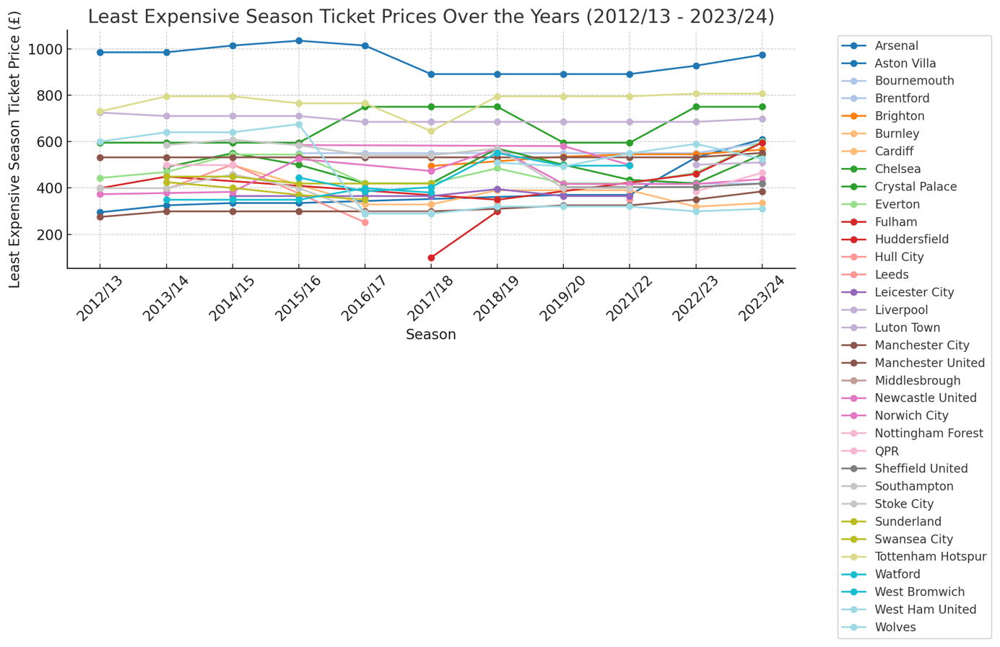 Least Expensive Season Ticket Prices Over the Years (2012/13 - 2023/24)
Least Expensive Season Ticket Price (£)
1000
800
600
400
200
2012/13
2013/14
2014/15
2015/16
2016/17
2017/18
2018/19
2019/20
2021/22
2022/23
2023/24
Season
Arsenal
Aston Villa
Bournemouth
Brentford
Brighton
Burnley
Cardiff
Chelsea
Crystal Palace
Everton
Fulham
Huddersfield
Hull City
Leeds
Leicester City
Liverpool
Luton Town
Manchester City
Manchester United
Middlesbrough
Newcastle United
Norwich City
Nottingham Forest
QPR
Sheffield United
Southampton
Stoke City
Sunderland
Swansea City
Tottenham Hotspur
Watford
West Bromwich
West Ham United
Wolves